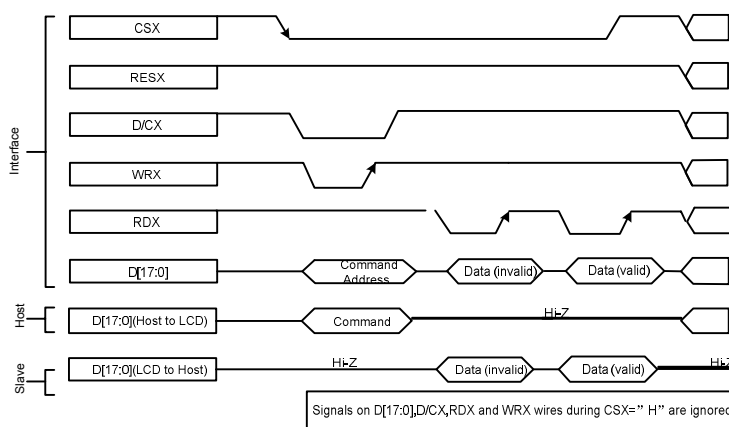 CSX
RESX
D/CX
WRX
RDX
D[17:0]
Command
Address
Data (invalid)
Data (valid)
D[17:0](Host to LCD)
Command
Hi-Z
D[17:0](LCD to Host)
Hi-Z
Data (invalid)
Data (valid)
Hi-Z
Interface
Host
Slave
Signals on D[17:0],D/CX,RDX and WRX wires during CSX=” H” are ignored